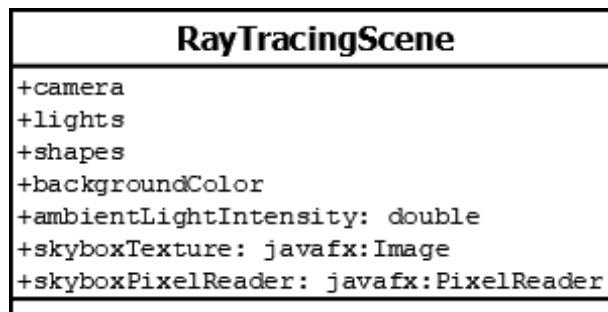 RayTracingScene
+camera
+lights
+shapes
+backgroundColor
+ambientLightIntensity: double
+skyboxTexture: javafx:Image
+skyboxPixelReader: javafx:PixelReader